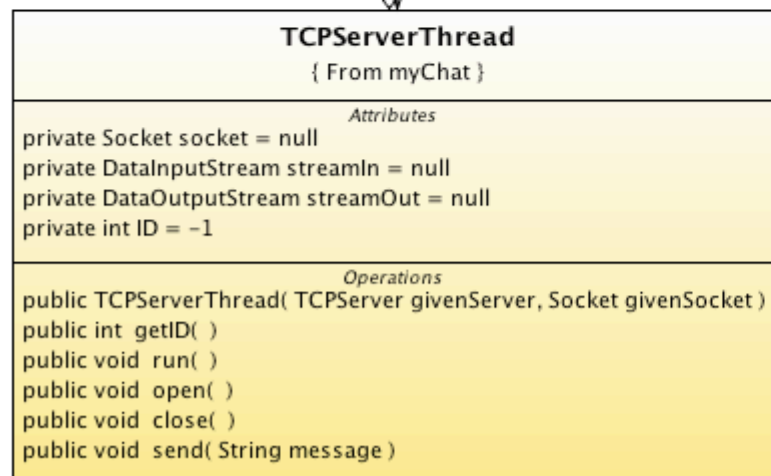 TCPServerThread
{ From myChat }
Attributes
private Socket socket = null
private DataInputStream streamIn = null
private DataOutputStream streamOut = null
private int ID = -1
Operations
public TCPServerThread( TCPServer givenServer, Socket givenSocket )
public int  getID( )
public void  run( )
public void  open( )
public void  close( )
public void  send( String message )